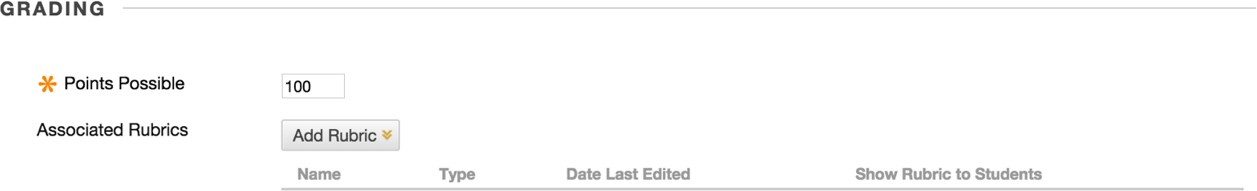 GRADING
* Points Possible 100
Associated Rubrics Add Rubric
Name Type Date Last Edited Show Rubric to Students